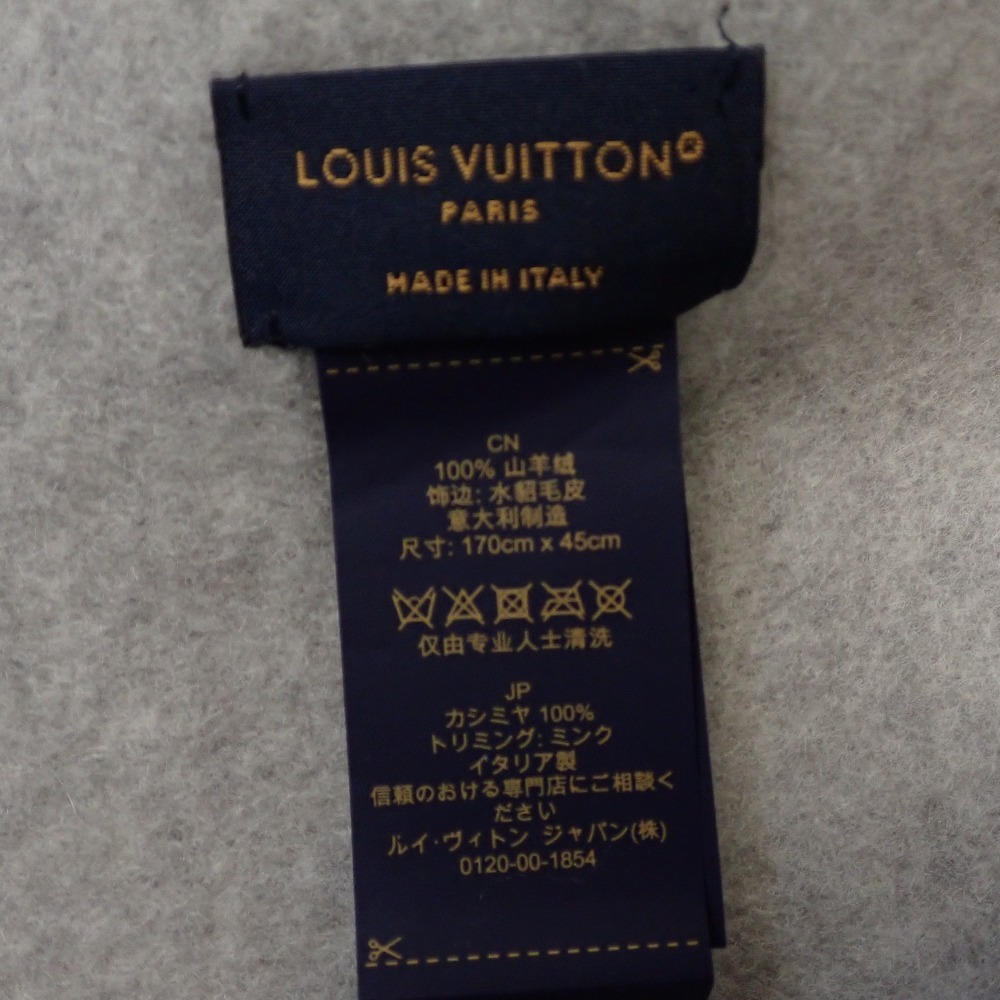 LOUIS VUITTON®
PARIS
MADE IN ITALY
CN
100% 山羊绒
饰边: 水貂毛皮
意大利制造
尺寸: 170cm x 45cm
仅由专业人士清洗
JP
カシミヤ 100%
トリミング: ミンク
イタリア製
信頼のおける専門店にご相談く
ださい
ルイ·ヴィトン ジャパン(株)
0120-00-1854